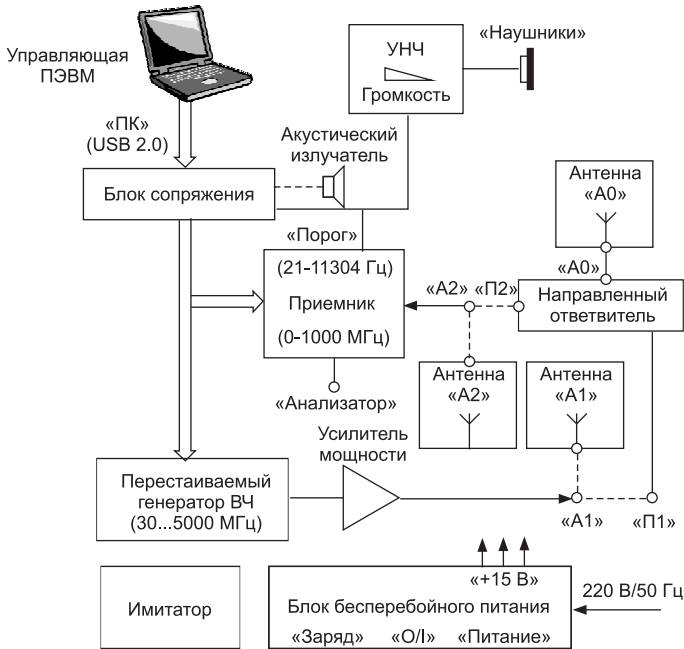 Управляющая
ПЭВМ
УНЧ
Громкость
«Наушники»
«ПК»
(USB 2.0)
Акустический
излучатель
Блок сопряжения
Антенна
«А0»
«Порог»
«А0»
(21-11304 Гц)
Приемник
(0-1000 МГц)
«А2»
«П2»
Направленный
ответвитель
Антенна
«А2»
Антенна
«А1»
«Анализатор»
Усилитель
мощности
Перестаиваемый
генератор ВЧ
(30...5000 МГц)
«А1»
«П1»
Имитатор
«+15 В»
Блок бесперебойного питания
«Заряд» «O/I» «Питание»
220 В/50 Гц